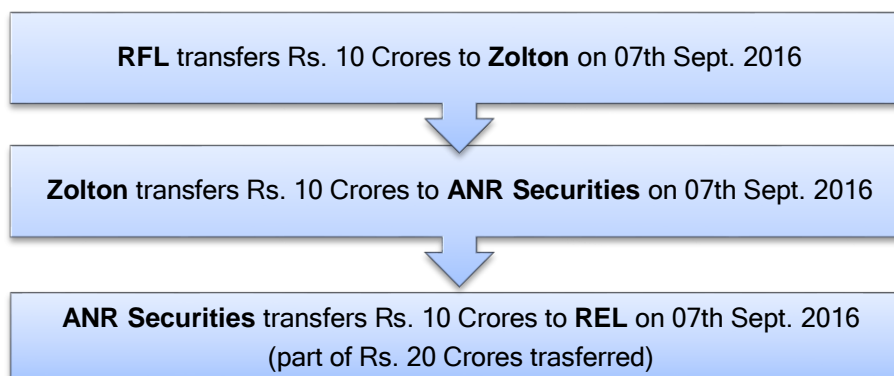 RFL transfers Rs. 10 Crores to Zolton on 07th Sept. 2016
Zolton transfers Rs. 10 Crores to ANR Securities on 07th Sept. 2016
ANR Securities transfers Rs. 10 Crores to REL on 07th Sept. 2016
(part of Rs. 20 Crores trasferred)